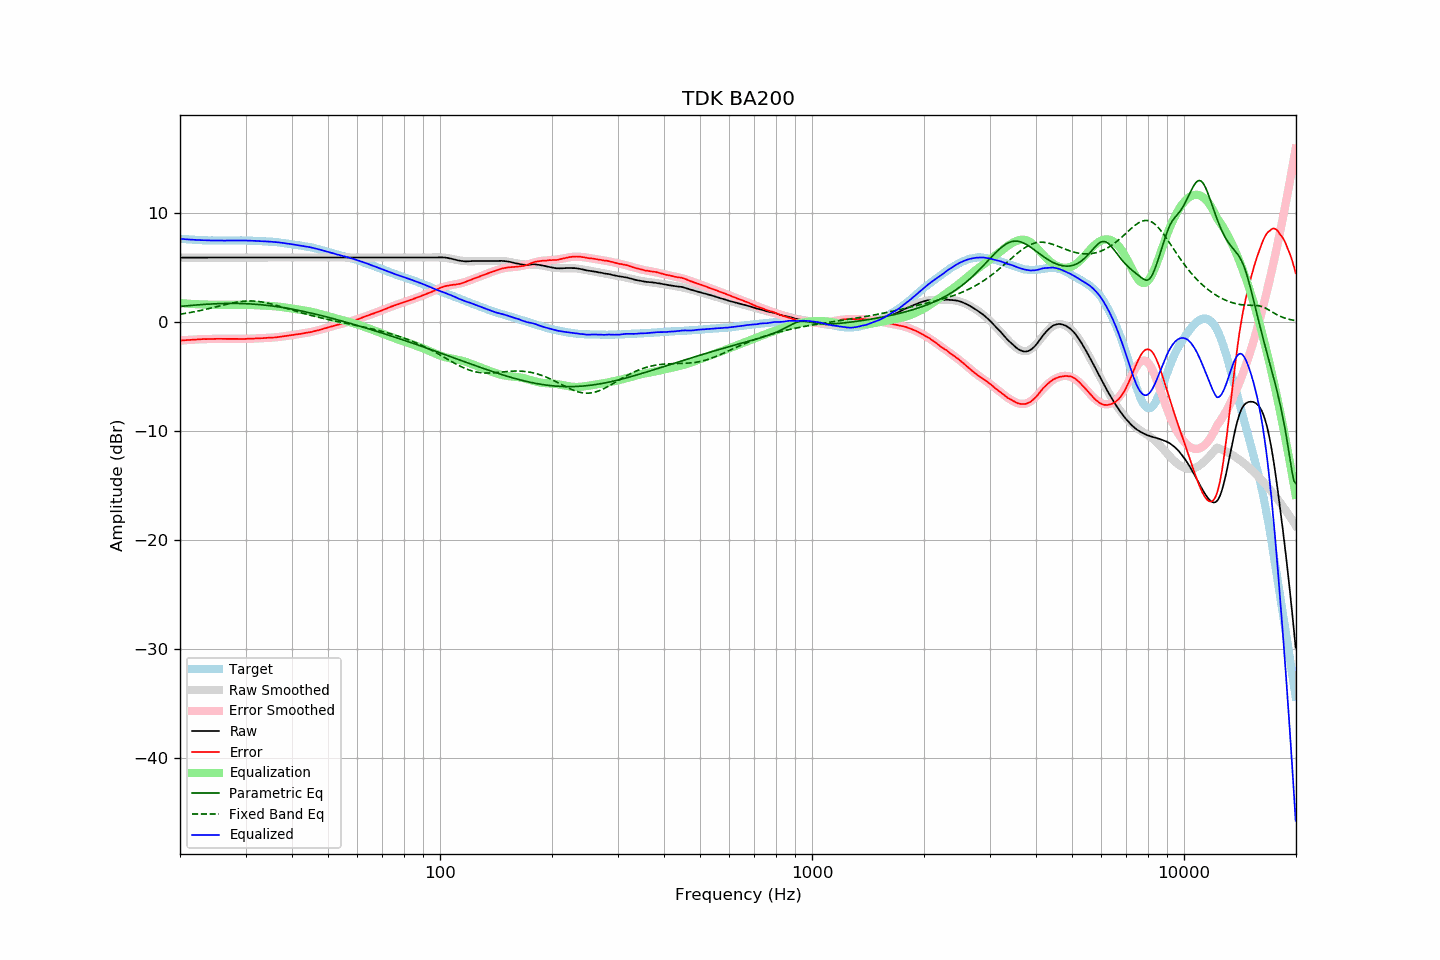 TDK BA200
Amplitude (dBr)
10
0
−10
−20
−30
−40
100
1000
10000
Frequency (Hz)
Target
Raw Smoothed
Error Smoothed
Raw
Error
Equalization
Parametric Eq
Fixed Band Eq
Equalized